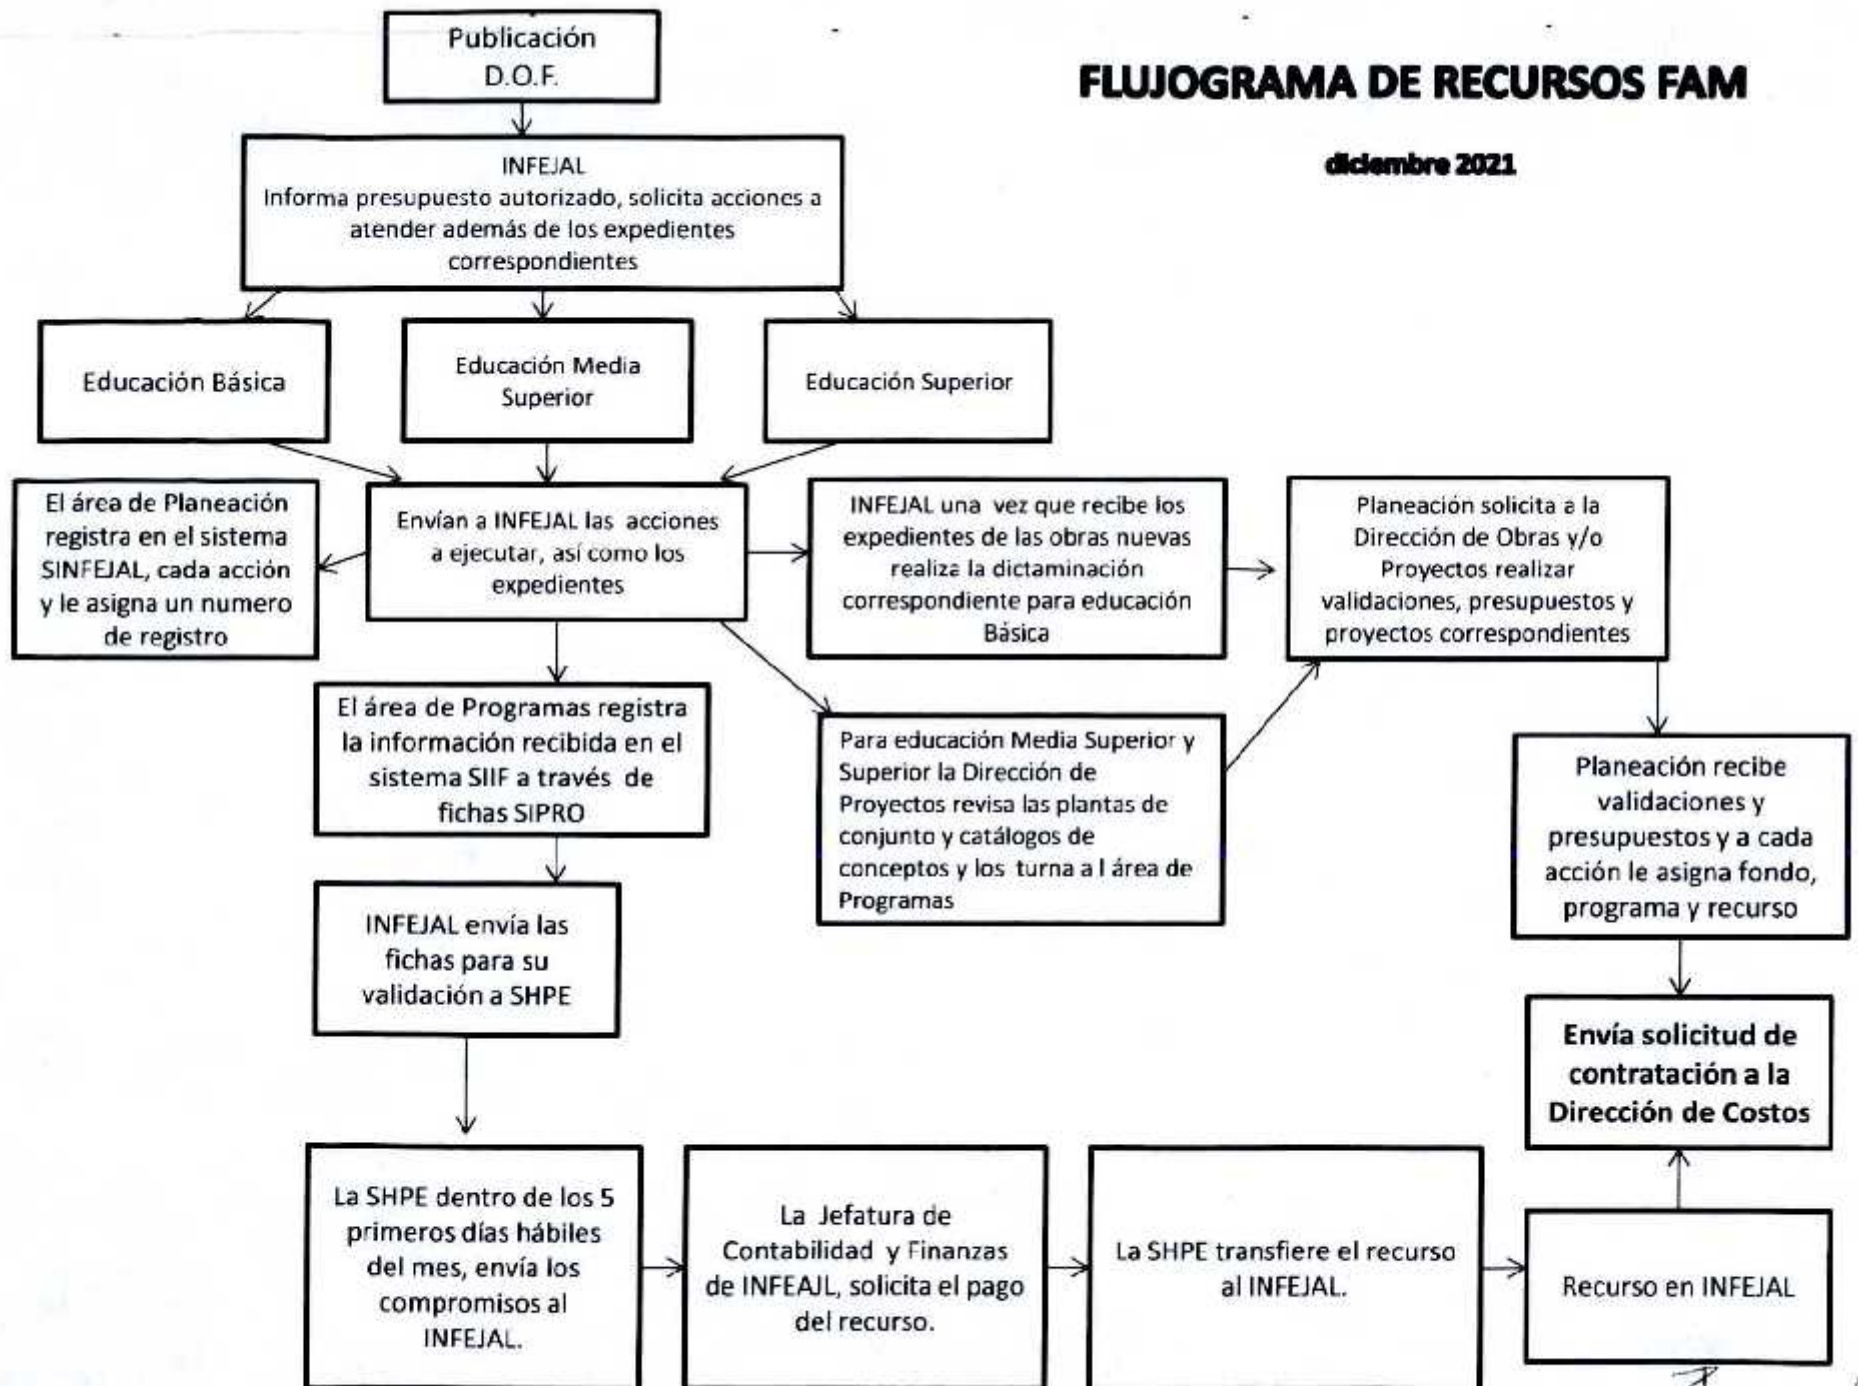 Publicación
D.O.F.
FLUJOGRAMA DE RECURSOS FAM
diciembre 2021
INFEJAL
Informa presupuesto autorizado, solicita acciones a
atender además de los expedientes
correspondientes
Educación Básica
Educación Media
Superior
Educación Superior
El área de Planeación
registra en el sistema
SINFEJAL, cada acción
y le asigna un numero
de registro
Envían a INFEJAL las acciones
a ejecutar, así como los
expedientes
INFEJAL una vez que recibe los
expedientes de las obras nuevas
realiza la dictaminación
correspondiente para educación
Básica
Planeación solicita a la
Dirección de Obras y/o
Proyectos realizar
validaciones, presupuestos y
proyectos correspondientes
El área de Programas registra
la información recibida en el
sistema SIIF a través de
fichas SIPRO
Para educación Media Superior y
Superior la Dirección de
Proyectos revisa las plantas de
conjunto y catálogos de
conceptos y los turna a l área de
Programas
Planeación recibe
validaciones y
presupuestos y a cada
acción le asigna fondo,
programa y recurso
INFEJAL envía las
fichas para su
validación a SHPE
Envía solicitud de
contratación a la
Dirección de Costos
La SHPE dentro de los 5
primeros días hábiles
del mes, envía los
compromisos al
INFEJAL.
La Jefatura de
Contabilidad y Finanzas
de INFEAJL, solicita el pago
del recurso.
La SHPE transfiere el recurso
al INFEJAL.
Recurso en INFEJAL